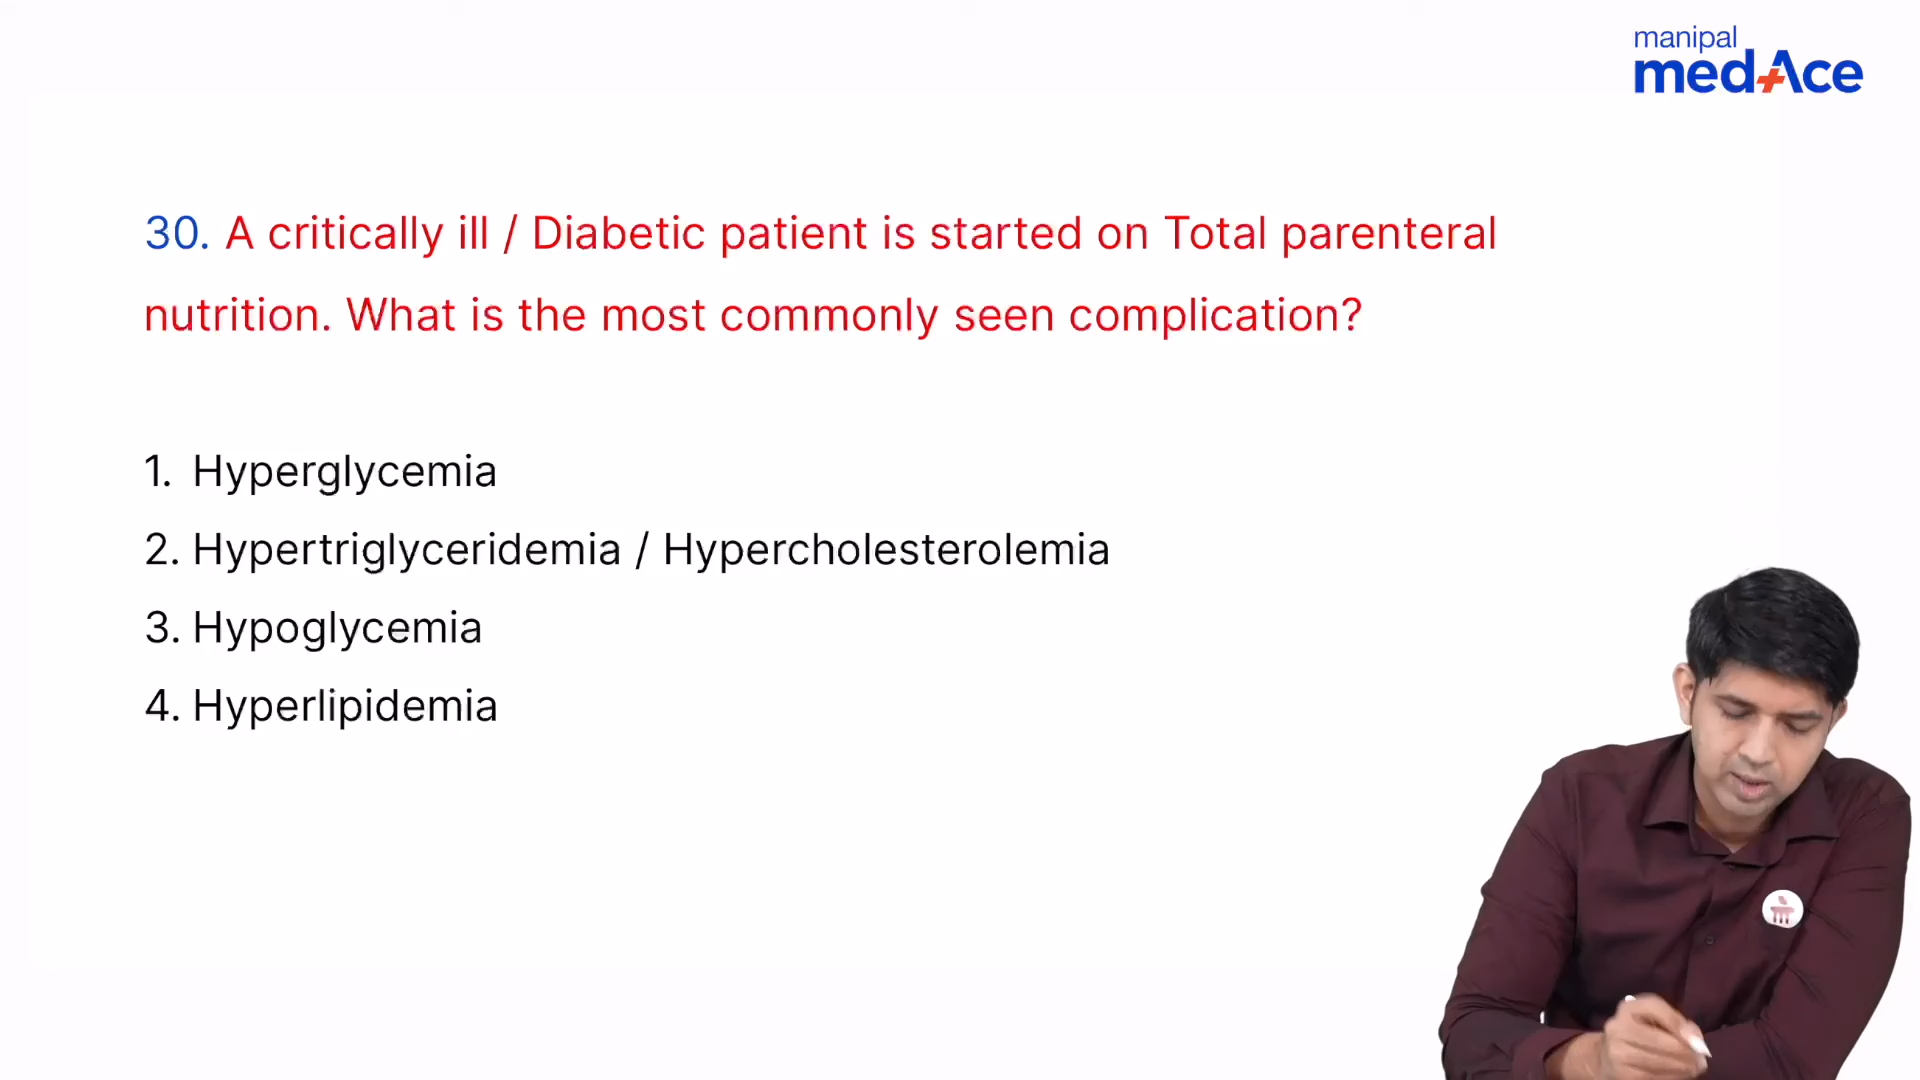 manipal
medAce
30. A critically ill / Diabetic patient is started on Total parenteral
nutrition. What is the most commonly seen complication?
1. Hyperglycemia
2. Hypertriglyceridemia / Hypercholesterolemia
3. Hypoglycemia
4. Hyperlipidemia